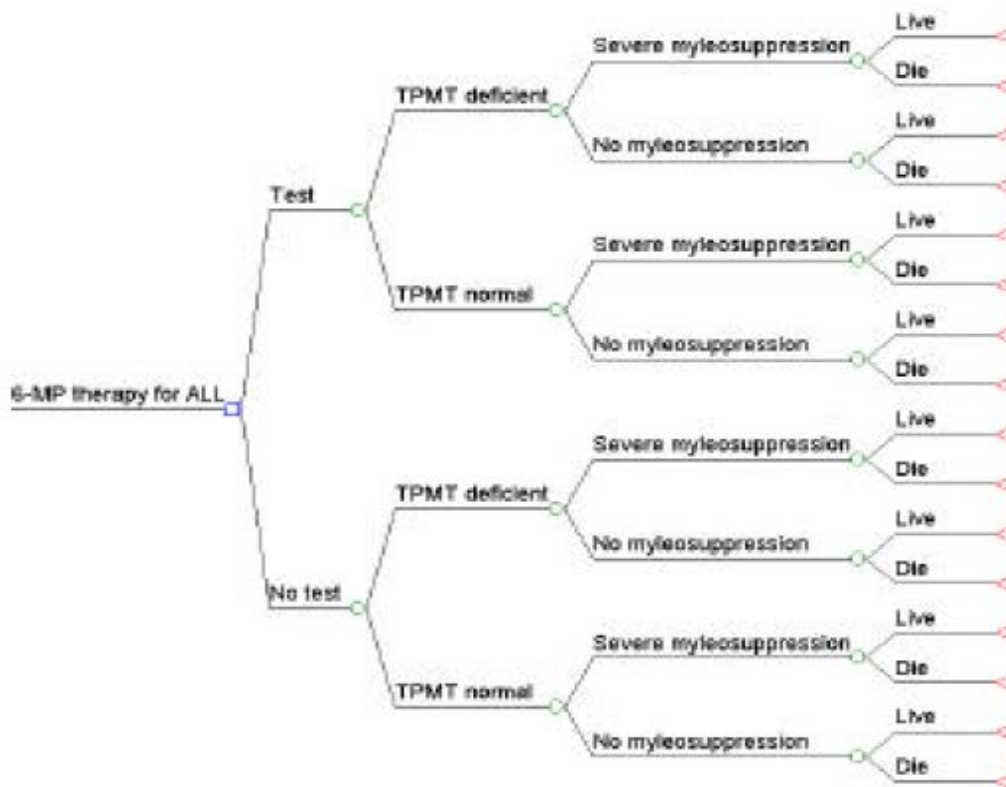 Live
Severe myleosuppression
Die
TPMT deficient
Live
No myleosuppression
Die
Test
Live
Severe myleosuppression
Die
TPMT normal
Live
No myleosuppression
Die
6-MP therapy for ALL
Live
Severe myleosuppression
Die
TPMT deficient
Live
No myleosuppression
Die
No test
Live
Severe myleosuppression
Die
TPMT normal
Live
No myleosuppression
Die